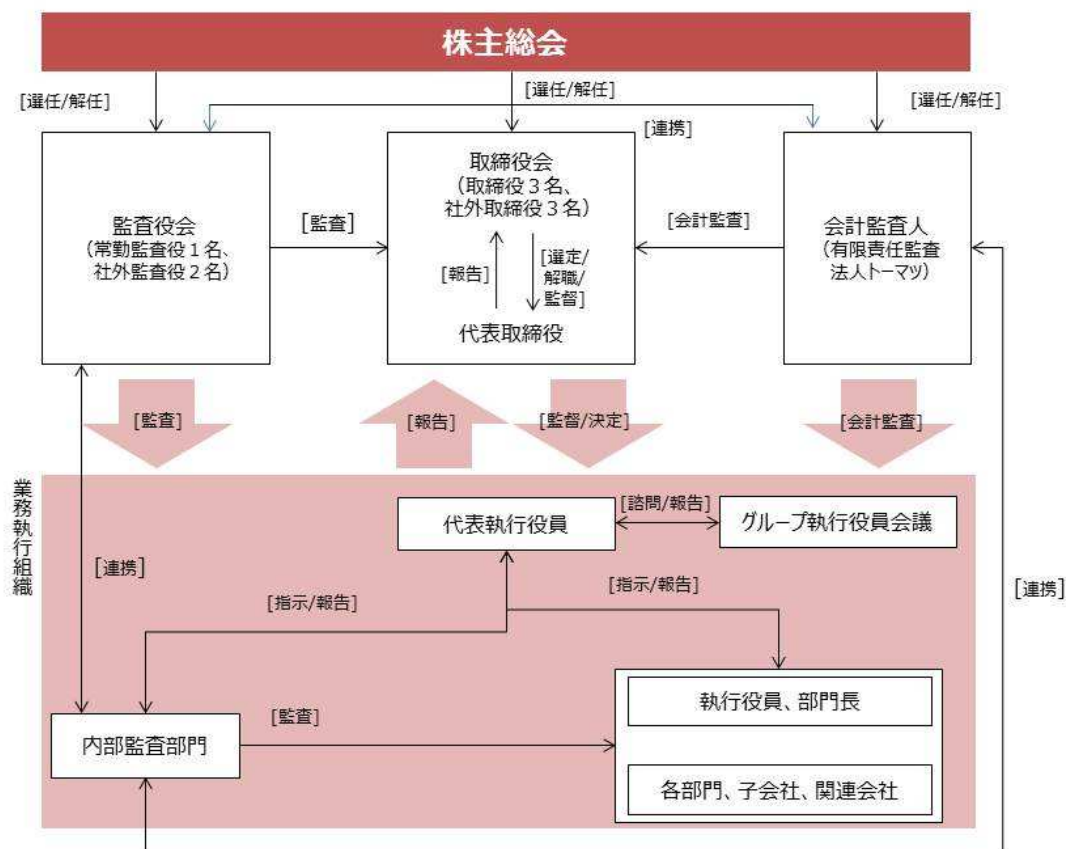 株主総会
[選任/解任]
[選任/解任]
[選任/解任]
[連携]
監査役会
（常勤監査役１名、
社外監査役２名）
[監査]
取締役会
（取締役３名、
社外取締役３名）
[報告]
[選定/
解職/
監督]
代表取締役
[会計監査]
会計監査人
（有限責任監査
法人トーマツ）
[監査]
[報告]
[監督/決定]
[会計監査]
業務執行組織
代表執行役員
[諮問/報告]
グループ執行役員会議
[連携]
[指示/報告]
[指示/報告]
[連携]
内部監査部門
[監査]
執行役員、部門長
各部門、子会社、関連会社